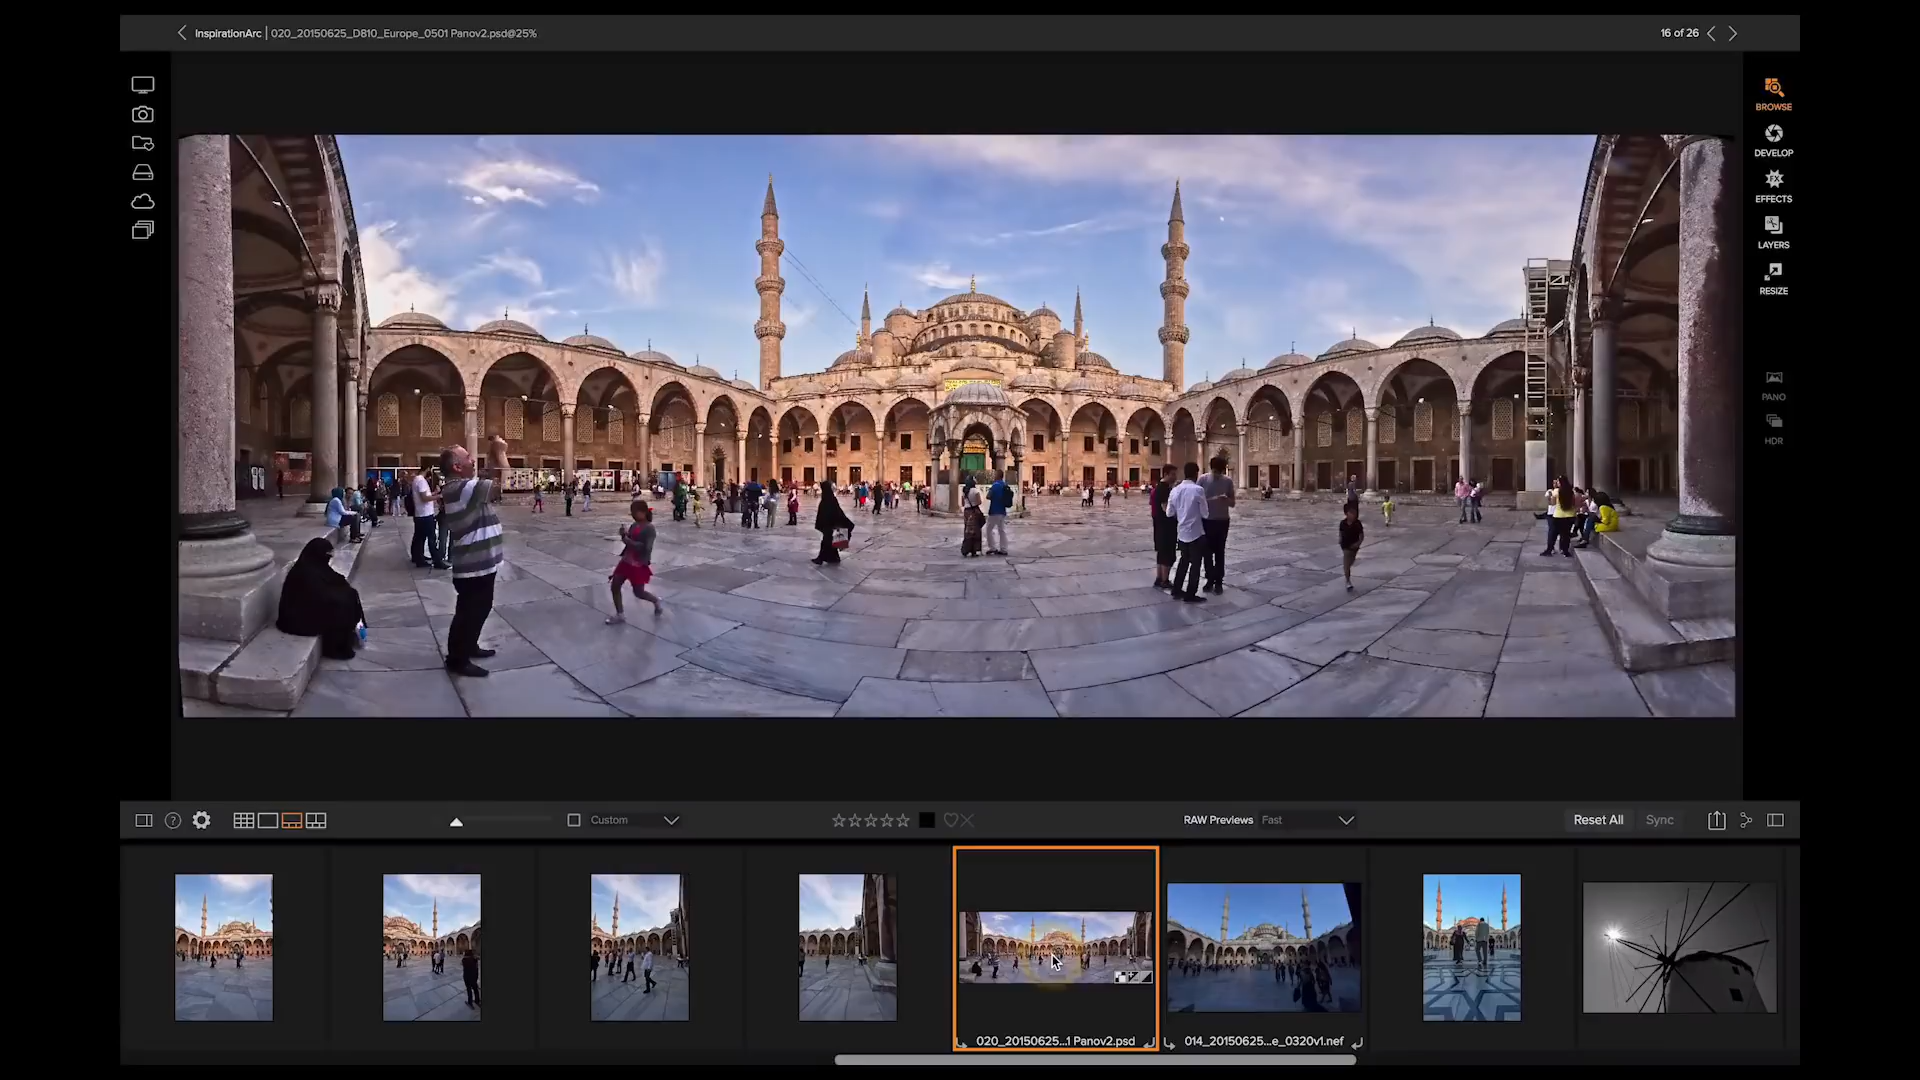 InspirationArc | 020_20150625_D810_Europe_0501 Panov2.psd@25%
16 of 26
BROWSE
DEVELOP
FX
EFFECTS
LAYERS
RESIZE
PANO
HDR
?
Custom
RAW Previews Fast
Reset All
Sync
020_20150625...1 Panov2.psd
014_20150625...e_0320v1.nef